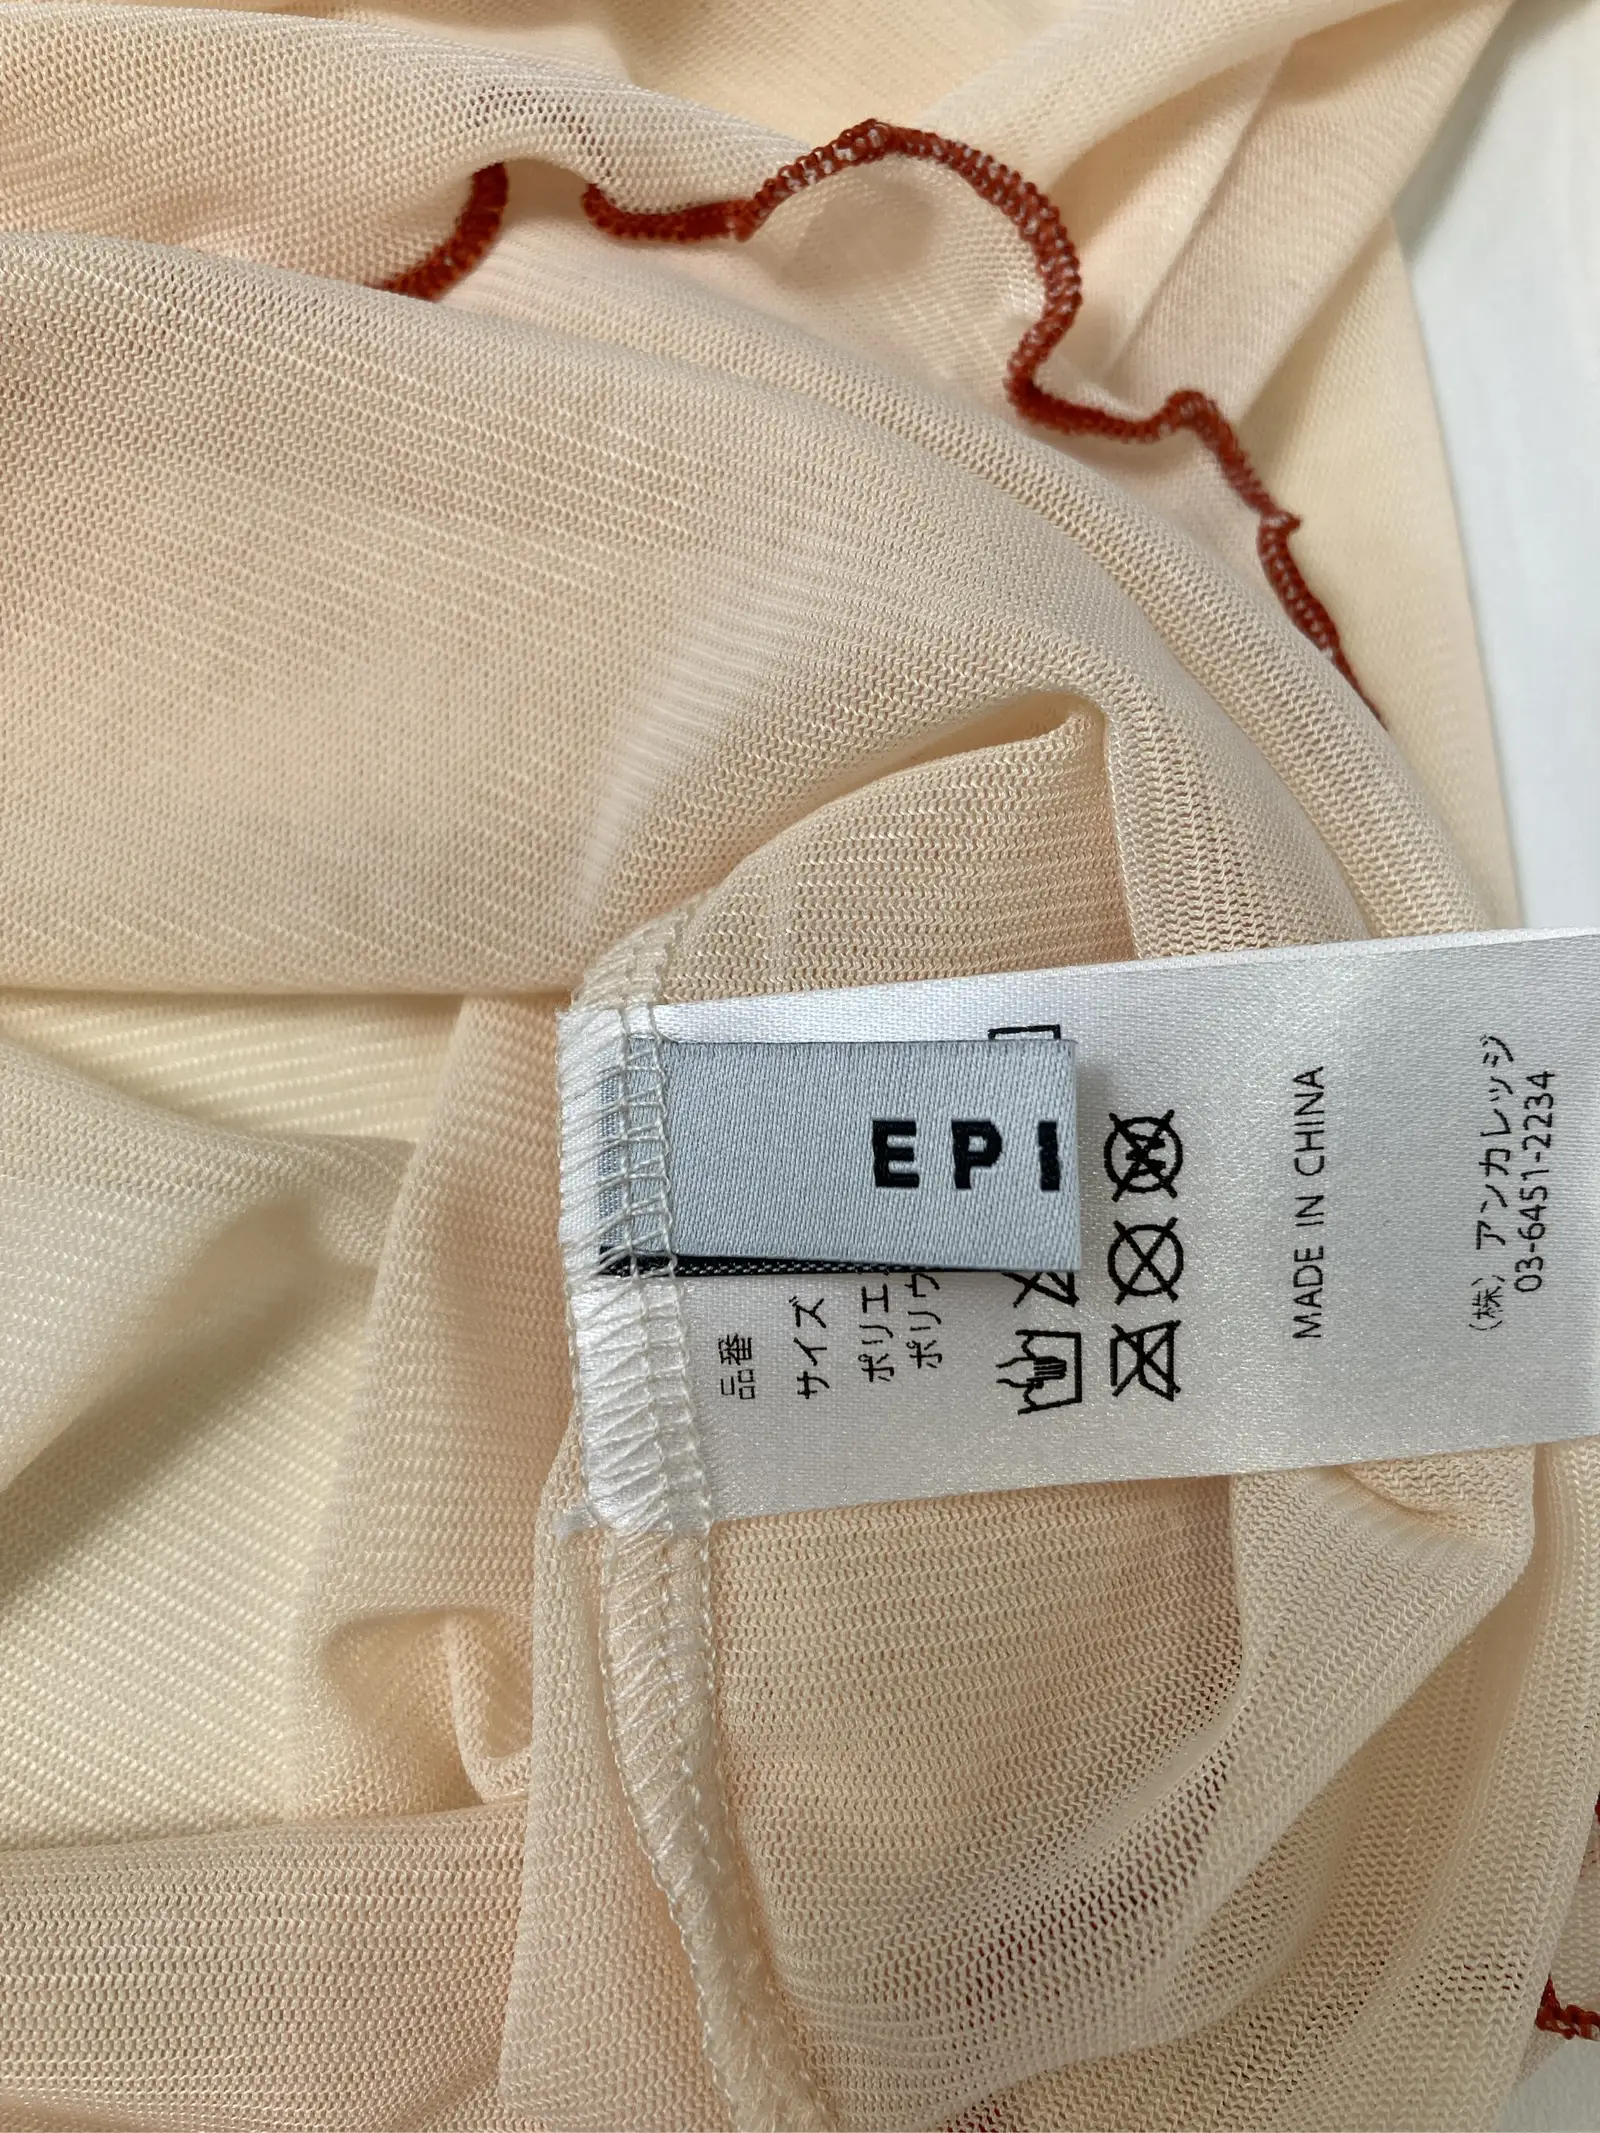 EPI
品番
サイズ
ポリエ
ポリウ
MADE IN CHINA
(株)アンカレッジ
03-6451-2234